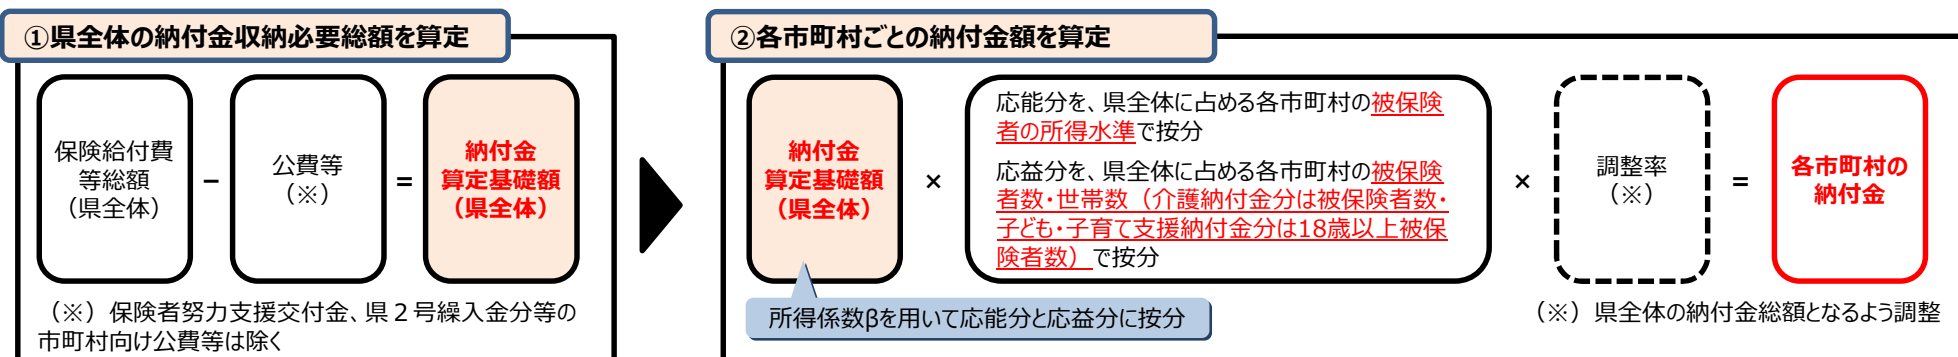 ①県全体の納付金収納必要総額を算定
保険給付費
等総額
（県全体）
－
公費等
（※）
＝
納付金
算定基礎額
（県全体）
（※）保険者努力支援交付金、県２号繰入金分等の
市町村向け公費等は除く
②各市町村ごとの納付金額を算定
納付金
算定基礎額
（県全体）
×
応能分を、県全体に占める各市町村の被保険
者の所得水準で按分
応益分を、県全体に占める各市町村の被保険
者数・世帯数（介護納付金分は被保険者数・
子ども・子育て支援納付金分は18歳以上被保
険者数）で按分
×
調整率
（※）
＝
各市町村の
納付金
所得係数βを用いて応能分と応益分に按分
（※）県全体の納付金総額となるよう調整